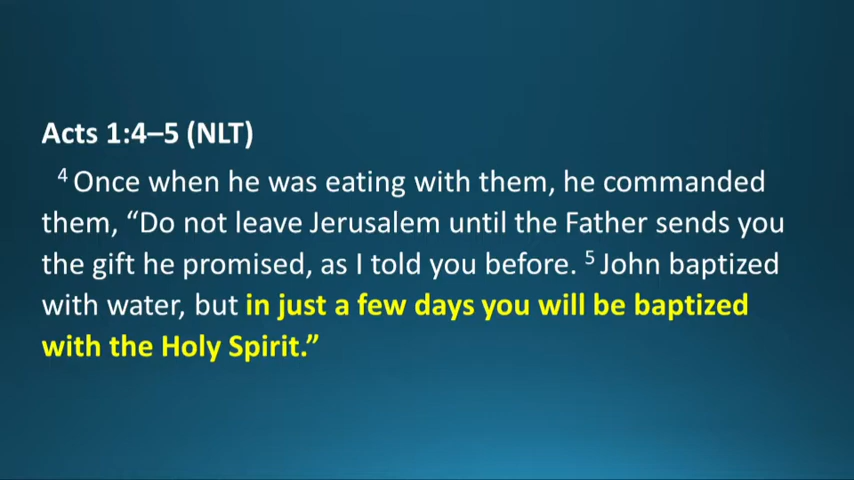 Acts 1:4–5 (NLT)
⁴ Once when he was eating with them, he commanded
them, “Do not leave Jerusalem until the Father sends you
the gift he promised, as I told you before. ⁵ John baptized
with water, but in just a few days you will be baptized
with the Holy Spirit.”